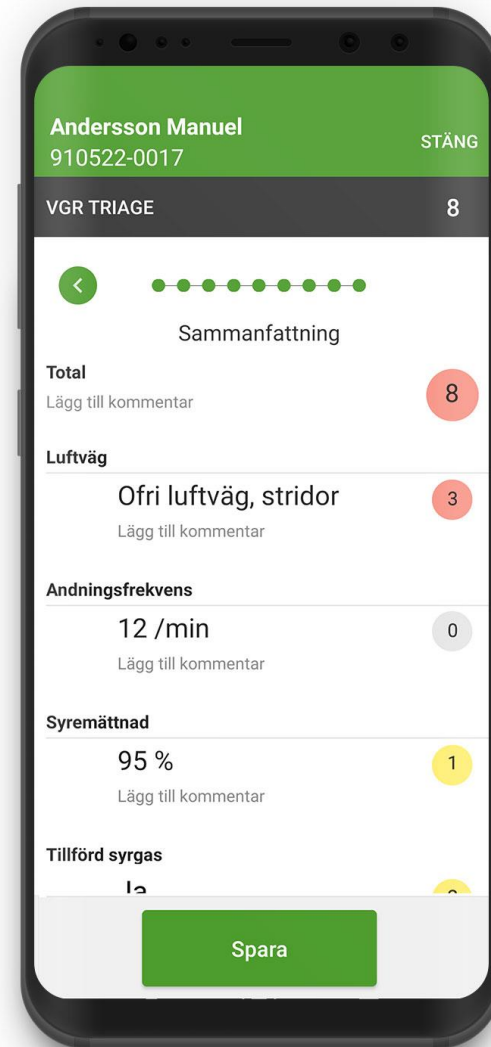 Andersson Manuel
910522-0017
STÄNG
VGR TRIAGE 8
Sammanfattning
Total
Lägg till kommentar
8
Luftväg
Ofri luftväg, stridor
3
Lägg till kommentar
Andningsfrekvens
12 /min
0
Lägg till kommentar
Syremättnad
95 %
1
Lägg till kommentar
Tillförd syrgas
Ja
Spara